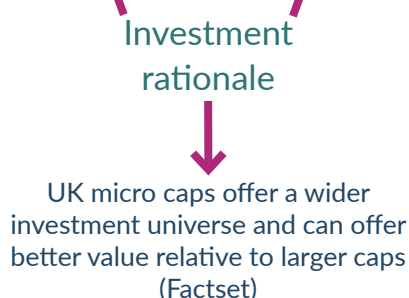 Investment
rationale
UK micro caps offer a wider
investment universe and can offer
better value relative to larger caps
(Factset)